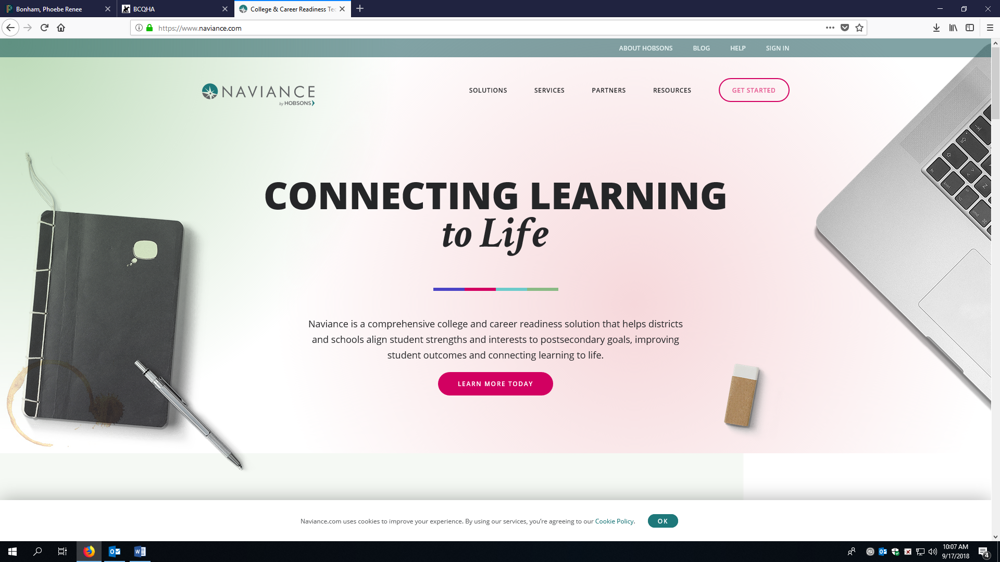 Bonham, Phoebe Renee
BCQHA
College & Career Readiness Tec
https://www.naviance.com
ABOUT HOBSONS
BLOG
HELP
SIGN IN
NAVIANCE
by HOBSONS
SOLUTIONS
SERVICES
PARTNERS
RESOURCES
GET STARTED
CONNECTING LEARNING
to Life
Naviance is a comprehensive college and career readiness solution that helps districts
and schools align student strengths and interests to postsecondary goals, improving
student outcomes and connecting learning to life.
LEARN MORE TODAY
fn
cmd
Z
Naviance.com uses cookies to improve your experience. By using our services, you're agreeing to our Cookie Policy.
OK
10:07 AM
9/17/2018
4